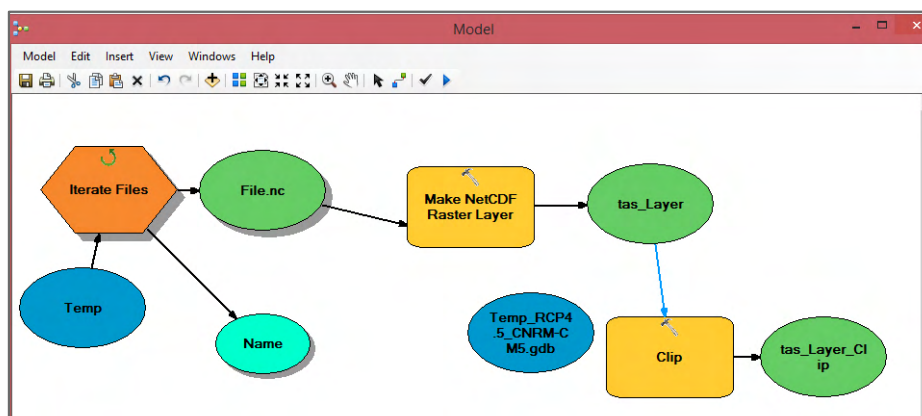 Model
Model Edit Insert View Windows Help
Iterate Files
File.nc
Make NetCDF
Raster Layer
tas_Layer
Temp
Name
Temp_RCP4
.5_CNRM-C
M5.gdb
Clip
tas_Layer_Cl
ip